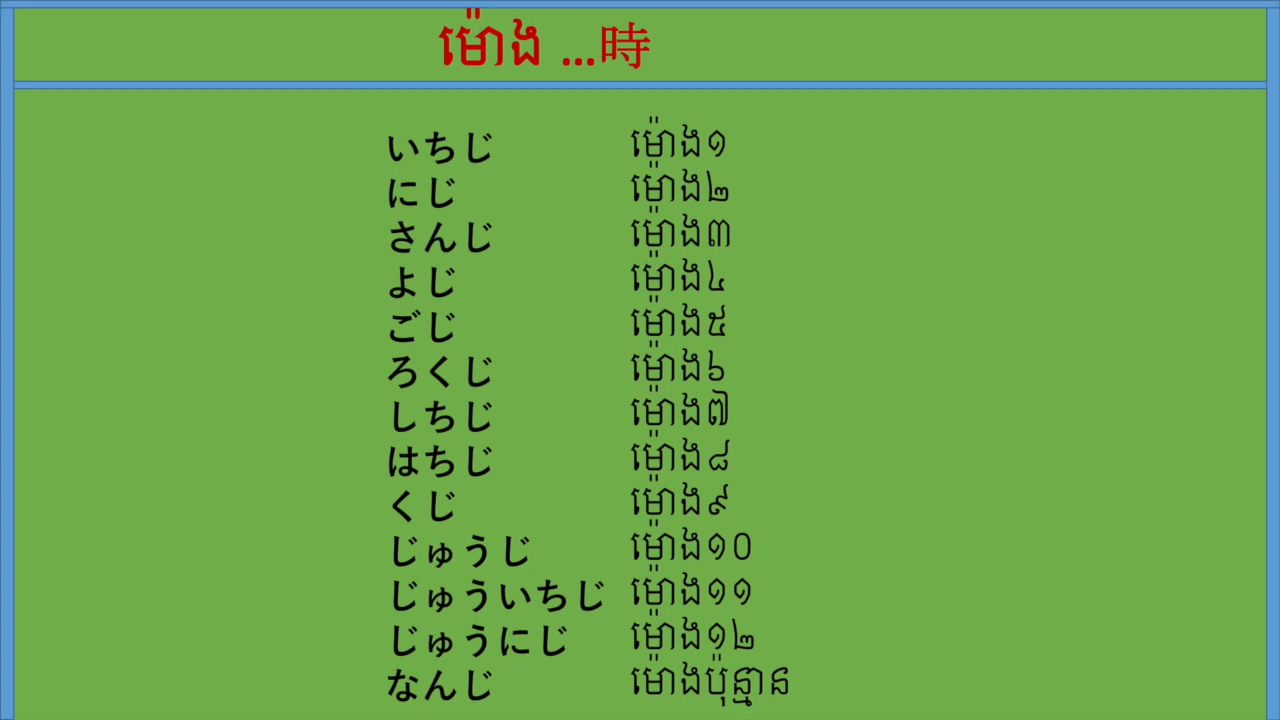 ម៉ោង ...時
いちじ ម៉ោង១
にじ ម៉ោង២
さんじ ម៉ោង៣
よじ ម៉ោង៤
ごじ ម៉ោង៥
ろくじ ម៉ោង៦
しちじ ម៉ោង៧
はちじ ម៉ោង៨
くじ ម៉ោង៩
じゅうじ ម៉ោង១០
じゅういちじ ម៉ោង១១
じゅうにじ ម៉ោង១២
なんじ ម៉ោងប៉ុន្មាន